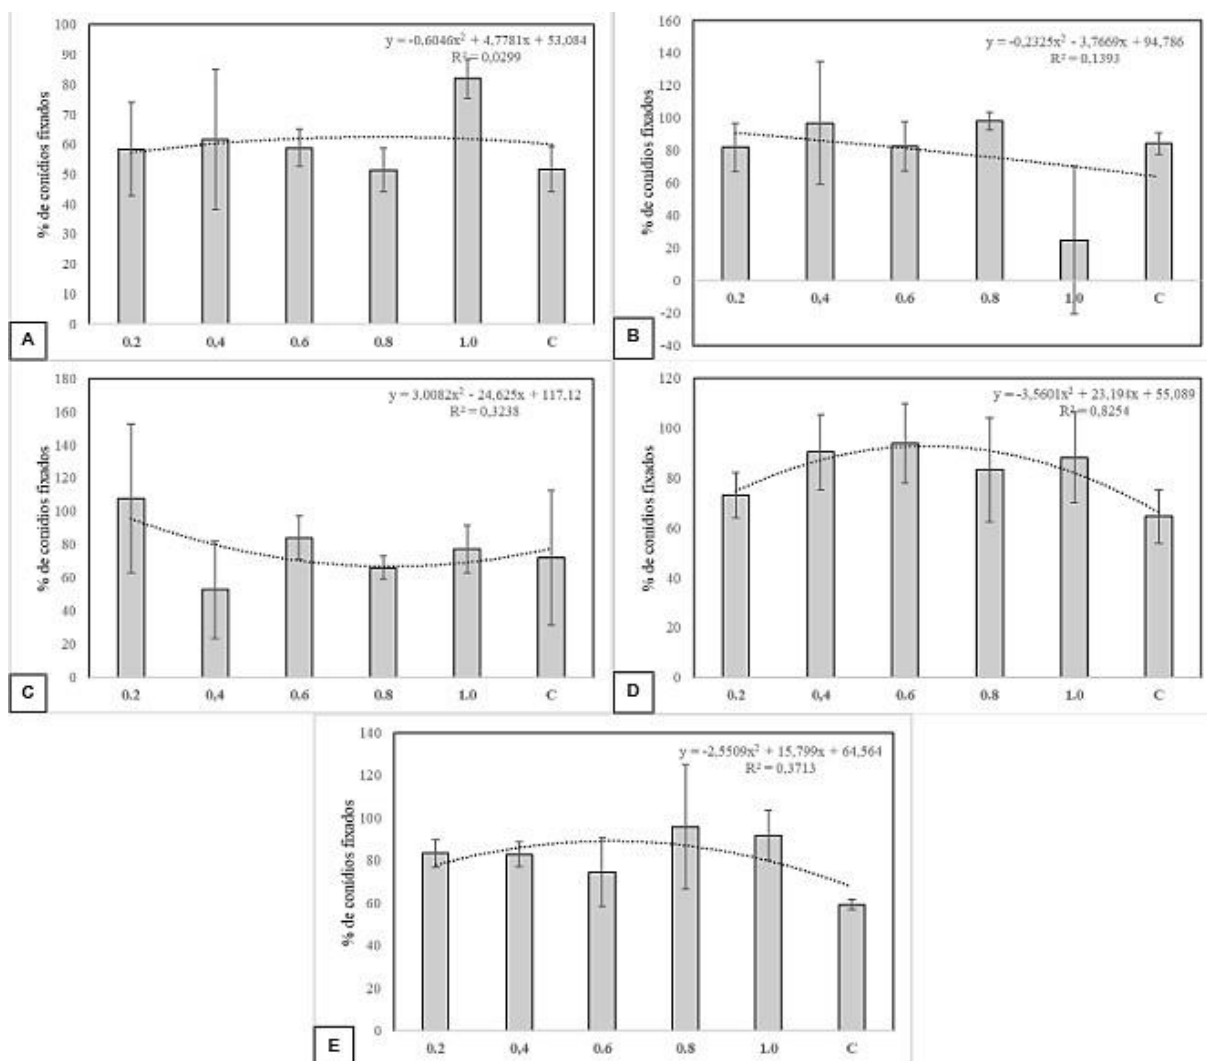 100
90
80
70
60
50
40
30
20
10
0
% de conídios fixados
y = -0,6046x² + 4,7781x + 53,084
R² = 0,0299
0.2 0,4 0.6 0.8 1.0 C
A
160
140
120
100
80
60
40
20
0
-20
-40
% de conídios fixados
y = -0,2325x² - 3,7669x + 94,786
R² = 0,1393
0.2 0,4 0.6 0.8 1.0 C
B
180
160
140
120
100
80
60
40
20
0
% de conídios fixados
y = 3,0082x² - 24,625x + 117,12
R² = 0,3238
0.2 0,4 0.6 0.8 1.0 C
C
120
100
80
60
40
20
0
% de conídios fixados
y = -3,5601x² + 23,194x + 55,089
R² = 0,8254
0.2 0,4 0.6 0.8 1.0 C
D
140
120
100
80
60
40
20
0
% de conídios fixados
y = -2,5509x² + 15,799x + 64,564
R² = 0,3713
0.2 0,4 0.6 0.8 1.0 C
E